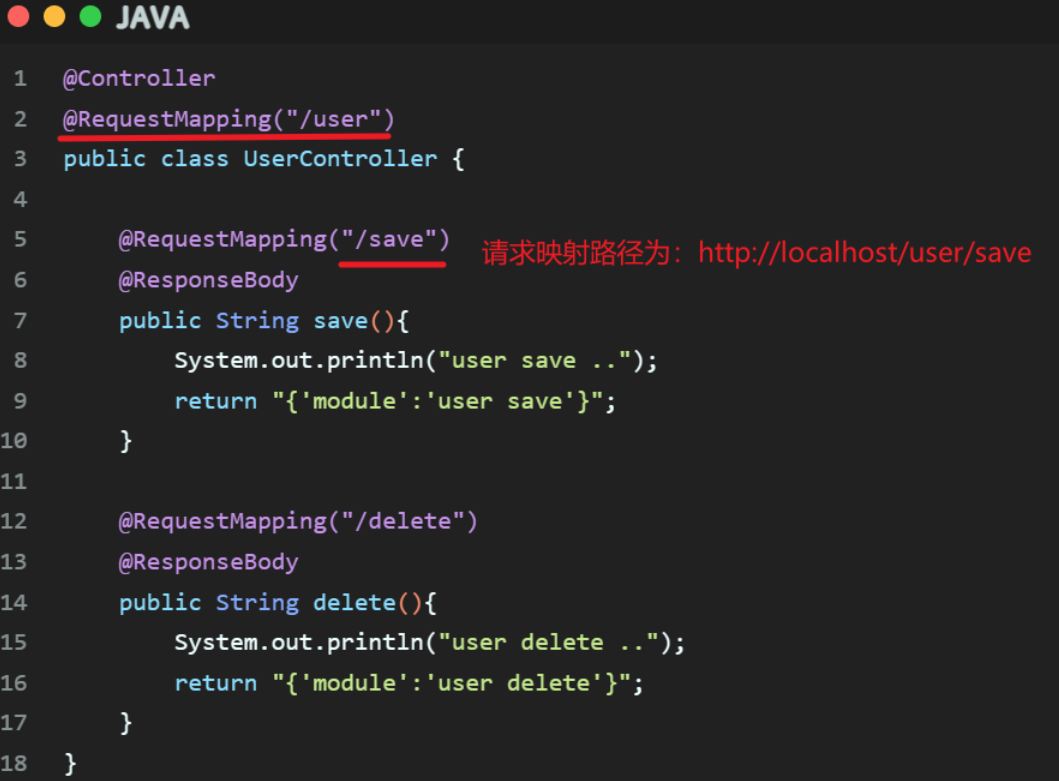 JAVA
1 @Controller
2 @RequestMapping("/user")
3 public class UserController {
4
5 @RequestMapping("/save") 请求映射路径为：http://localhost/user/save
6 @ResponseBody
7 public String save(){
8 System.out.println("user save ..");
9 return "{'module':'user save'}";
10 }
11
12 @RequestMapping("/delete")
13 @ResponseBody
14 public String delete(){
15 System.out.println("user delete ..");
16 return "{'module':'user delete'}";
17 }
18 }